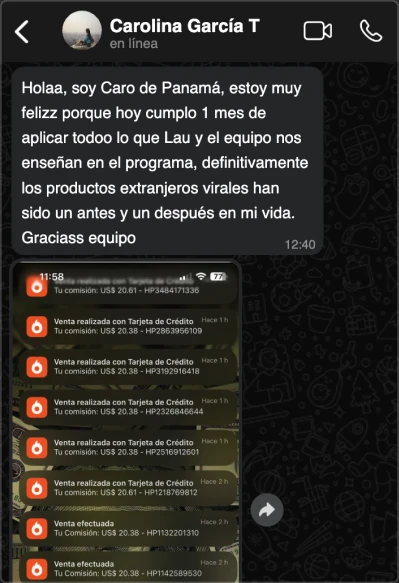 Carolina García T
en línea
Holaa, soy Caro de Panamá, estoy muy
felizz porque hoy cumplo 1 mes de
aplicar todoo lo que Lau y el equipo nos
enseñan en el programa, definitivamente
los productos extranjeros virales han
sido un antes y un después en mi vida.
Graciass equipo
12:40
11:58
77
Venta realizada con Tarjeta de Crédito
Tu comisión: US$ 20.61 - HP3484171336
Venta realizada con Tarjeta de Crédito Hace 1 h
Tu Comisión: US$ 20.38 - HP2863956109
Venta realizada con Tarjeta de Crédito Hace 1 h
Tu Comisión: US$ 20.38 - HP3192916418
Venta realizada con Tarjeta de Crédito Hace 1 h
Tu Comisión: US$ 20.38 - HP2326846644
Venta realizada con Tarjeta de Crédito Hace 1 h
Tu Comisión: US$ 20.38 - HP2516912601
Venta realizada con Tarjeta de Crédito Hace 2 h
Tu Comisión: US$ 20.61 - HP1218769812
Venta efectuada Hace 2 h
Tu Comisión: US$ 20.38 - HP1132201310
Venta efectuada Hace 2 h
Tu Comisión: US$ 20.38 - HP1142589530